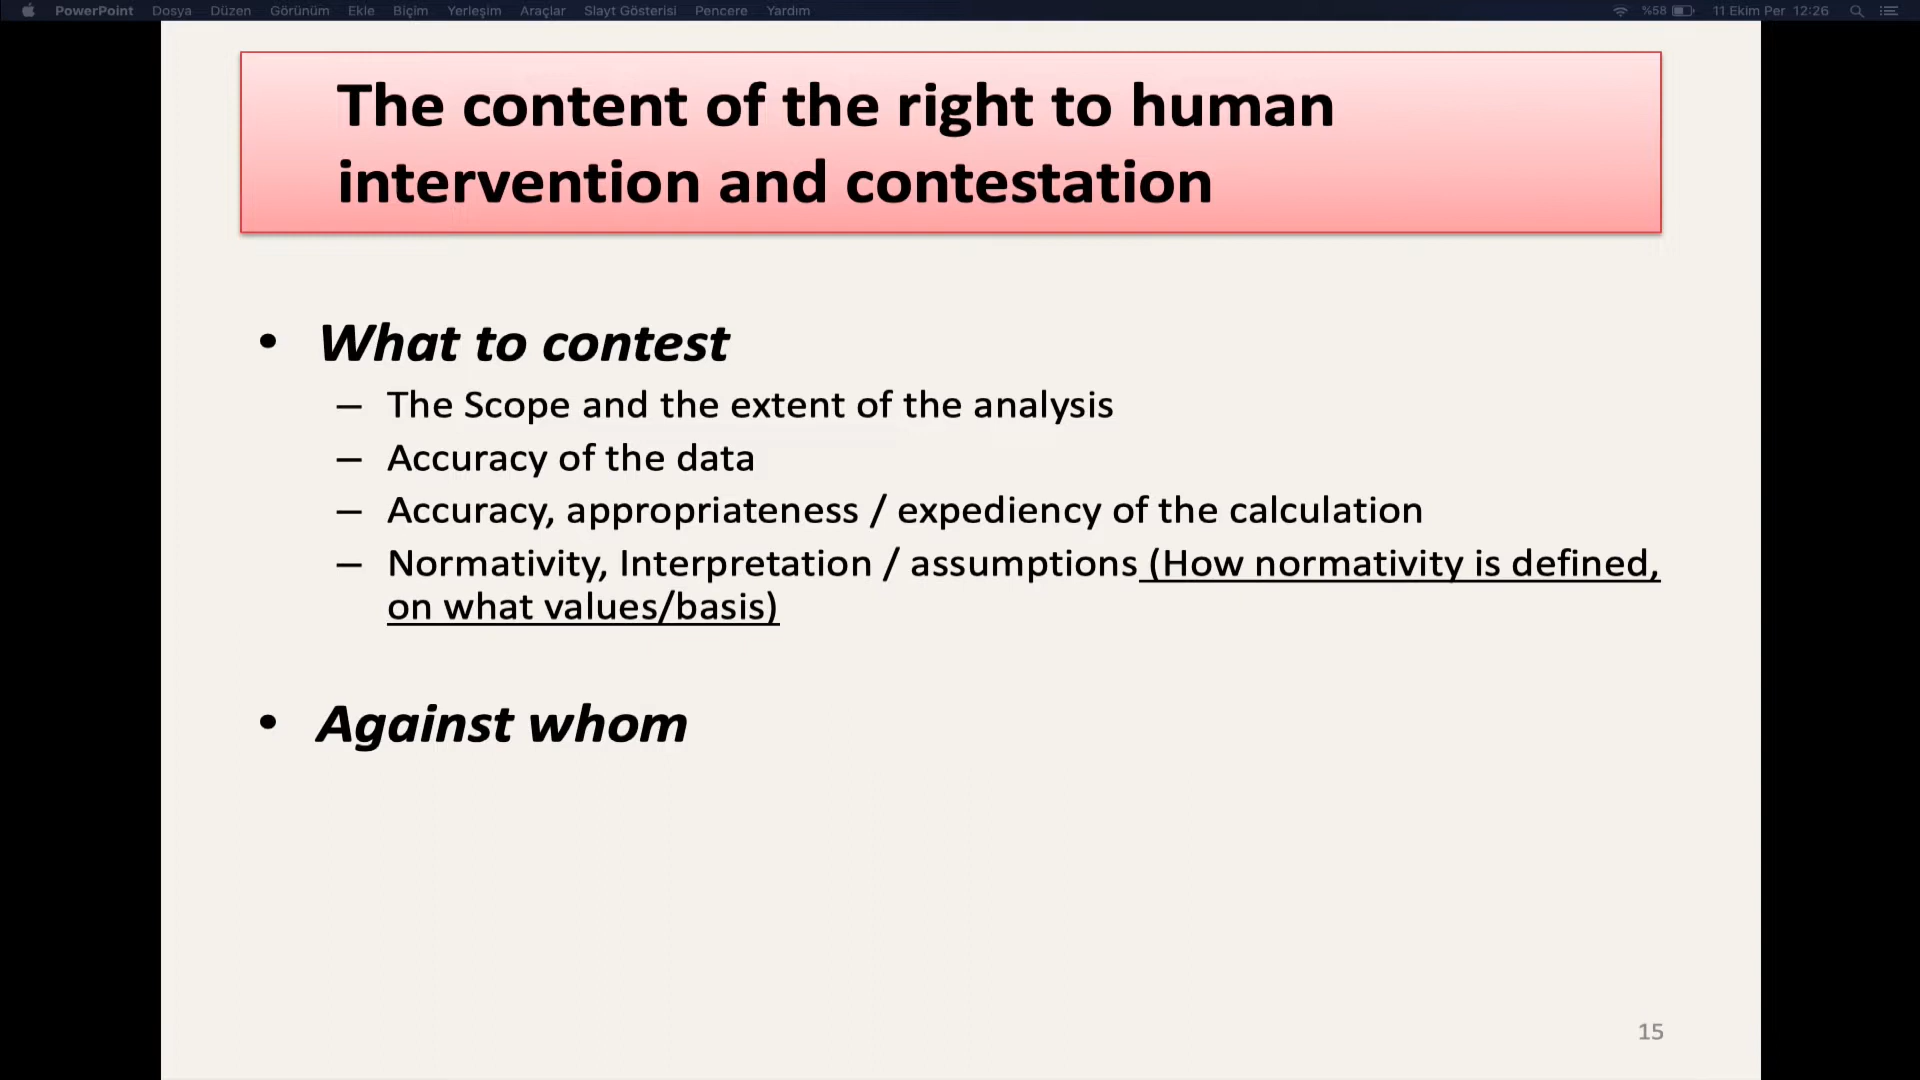 PowerPoint Dosya Düzen Görünüm Ekle Biçim Yerleşim Araçlar Slayt Gösterisi Pencere Yardım %58 11 Ekim Per 12:26
The content of the right to human
intervention and contestation
• What to contest
– The Scope and the extent of the analysis
– Accuracy of the data
– Accuracy, appropriateness / expediency of the calculation
– Normativity, Interpretation / assumptions (How normativity is defined,
on what values/basis)
• Against whom
15